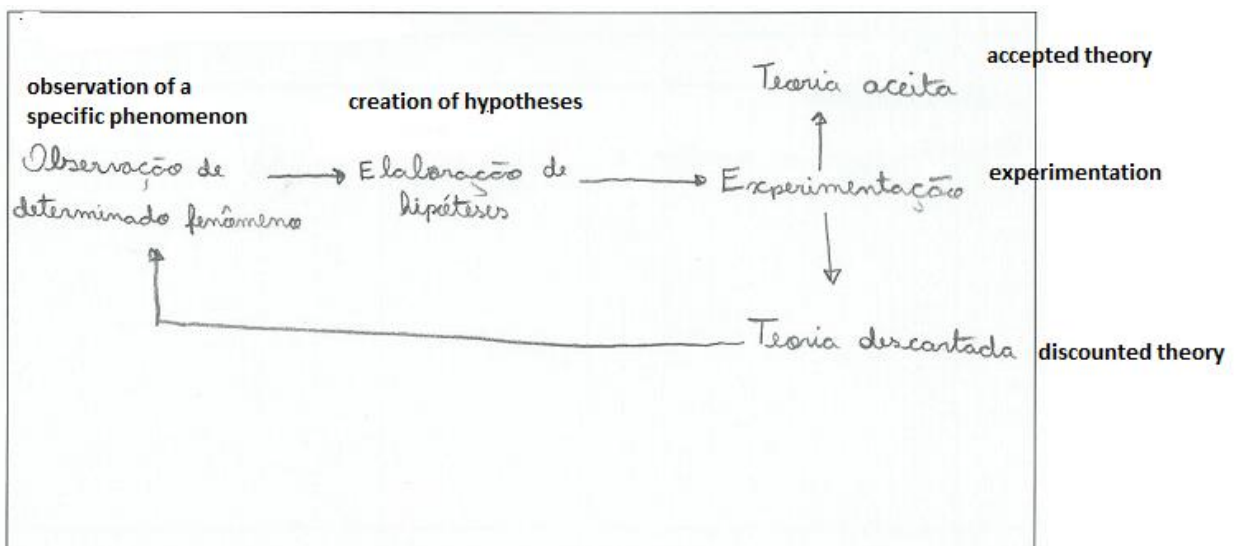 accepted theory
Teoria aceita
observation of a
specific phenomenon
creation of hypotheses
Observação de
determinado fenômeno
Elaboração de
hipóteses
Experimentação
experimentation
Teoria descartada
discounted theory